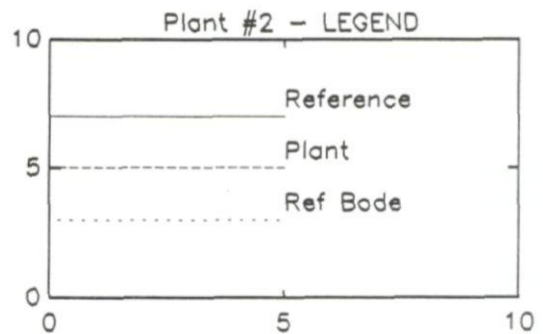 Plant #2 - LEGEND
10
Reference
Plant
5
Ref Bode
0
0 5 10